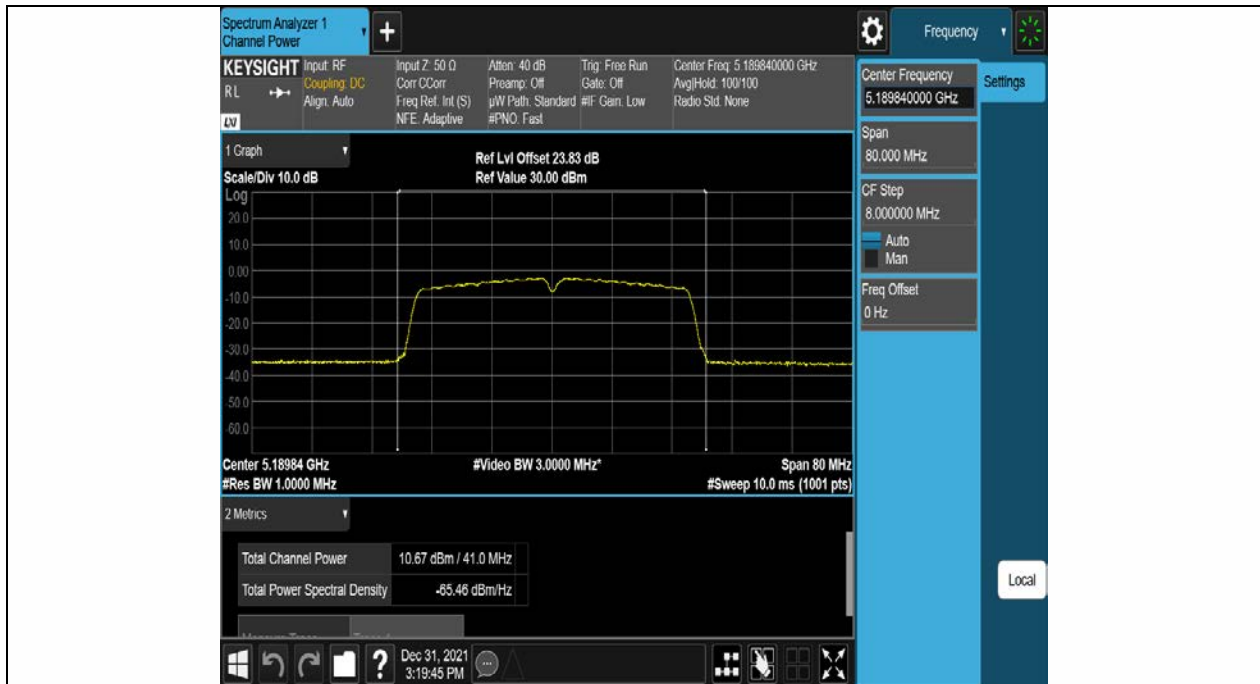 Spectrum Analyzer 1
Channel Power
Frequency
KEYSIGHT
R L
LXI
Input: RF
Coupling: DC
Align: Auto
Input Z: 50 Ω
Corr CCorr
Freq Ref: Int (S)
NFE: Adaptive
Atten: 40 dB
Preamp: Off
µW Path: Standard
#PNO: Fast
Trig: Free Run
Gate: Off
#IF Gain: Low
Center Freq: 5.189840000 GHz
Avg|Hold: 100/100
Radio Std: None
Center Frequency
5.189840000 GHz
Settings
Span
80.000 MHz
CF Step
8.000000 MHz
Auto
Man
Freq Offset
0 Hz
Local
1 Graph
Scale/Div 10.0 dB
Ref Lvl Offset 23.83 dB
Ref Value 30.00 dBm
Log
20.0
10.0
0.00
-10.0
-20.0
-30.0
-40.0
-50.0
-60.0
Center 5.18984 GHz
#Video BW 3.0000 MHz*
Span 80 MHz
#Res BW 1.0000 MHz
#Sweep 10.0 ms (1001 pts)
2 Metrics
Total Channel Power 10.67 dBm / 41.0 MHz
Total Power Spectral Density -65.46 dBm/Hz
Dec 31, 2021
3:19:45 PM